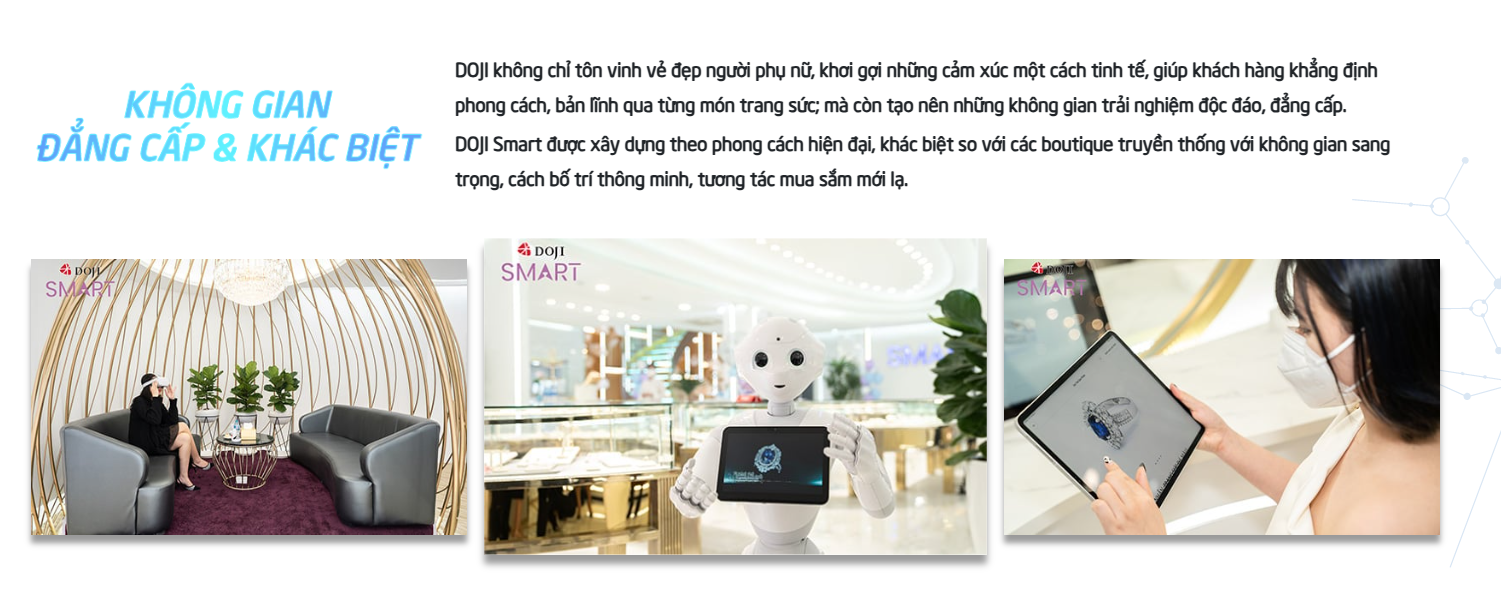 KHÔNG GIAN
ĐẲNG CẤP & KHÁC BIỆT
DOJI không chỉ tôn vinh vẻ đẹp người phụ nữ, khơi gợi những cảm xúc một cách tinh tế, giúp khách hàng khẳng định
phong cách, bản lĩnh qua từng món trang sức; mà còn tạo nên những không gian trải nghiệm độc đáo, đẳng cấp.
DOJI Smart được xây dựng theo phong cách hiện đại, khác biệt so với các boutique truyền thống với không gian sang
trọng, cách bố trí thông minh, tương tác mua sắm mới lạ.
DOJI
SMART
DOJI
SMART
DOJI
SMART